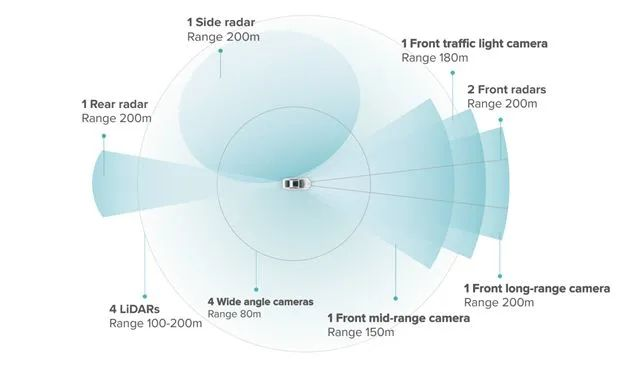 1 Side radar
Range 200m
1 Front traffic light camera
Range 180m
2 Front radars
Range 200m
1 Rear radar
Range 200m
1 Front long-range camera
Range 200m
4 Wide angle cameras
Range 80m
4 LiDARs
Range 100-200m
1 Front mid-range camera
Range 150m